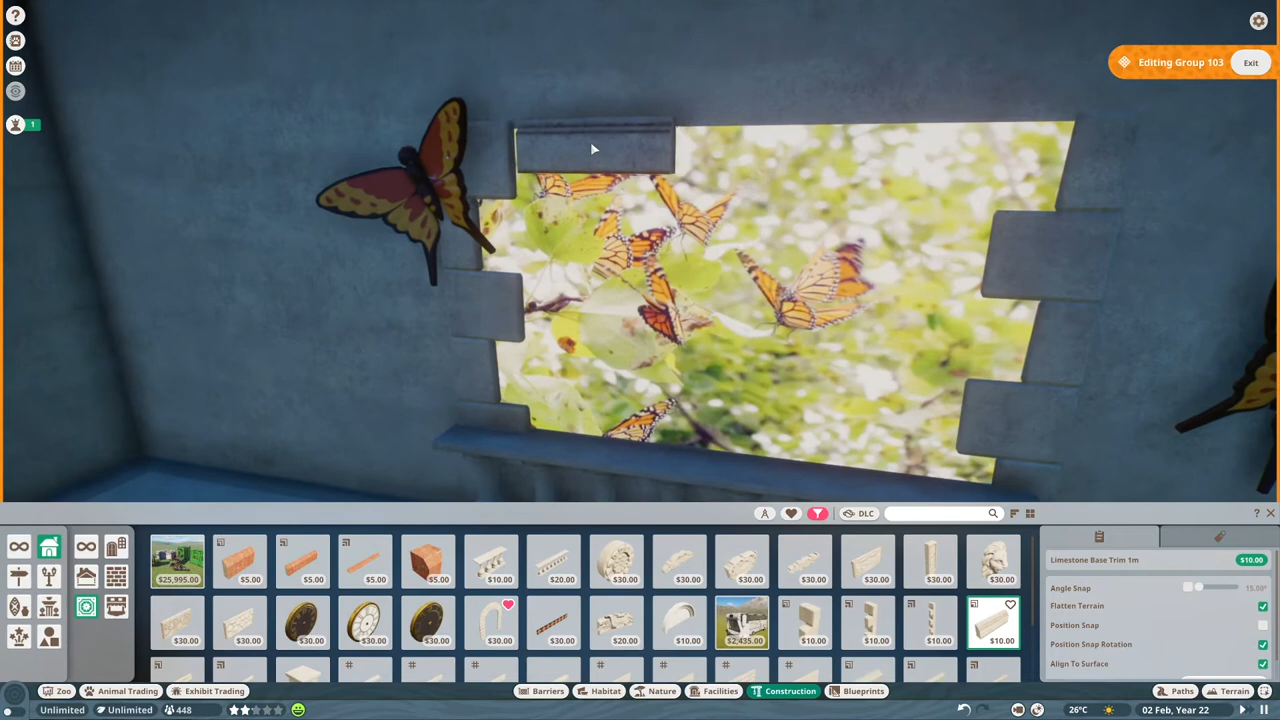 ?
Editing Group 103 Exit
1
DLC
?
$25,995.00 $5.00 $5.00 $5.00 $5.00 $10.00 $20.00 $30.00 $30.00 $30.00 $30.00 $30.00 $30.00 $30.00
Limestone Base Trim 1m $10.00
Angle Snap 15.00°
Flatten Terrain
$30.00 $30.00 $30.00 $30.00 $30.00 $30.00 $30.00 $20.00 $10.00 $2,435.00 $10.00 $10.00 $10.00 $10.00
Position Snap
Position Snap Rotation
Align To Surface
Zoo Animal Trading Exhibit Trading Barriers Habitat Nature Facilities Construction Blueprints Paths Terrain
Unlimited Unlimited 448 26°C 02 Feb, Year 22